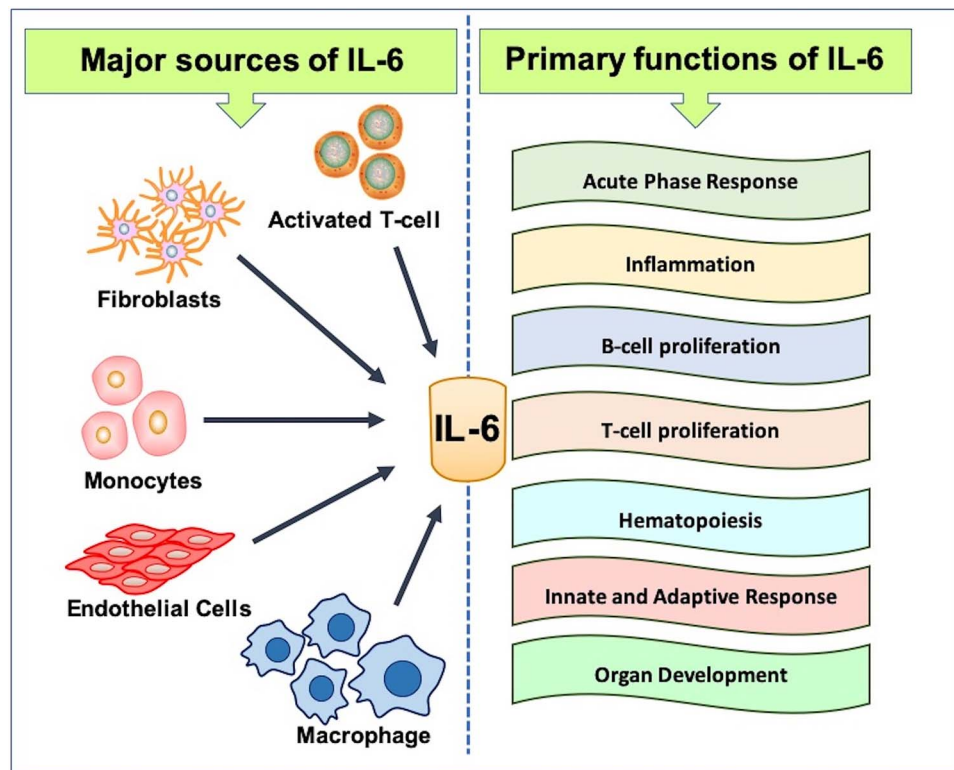 Major sources of IL-6
Activated T-cell
Fibroblasts
Monocytes
Endothelial Cells
Macrophage
IL-6
Primary functions of IL-6
Acute Phase Response
Inflammation
B-cell proliferation
T-cell proliferation
Hematopoiesis
Innate and Adaptive Response
Organ Development